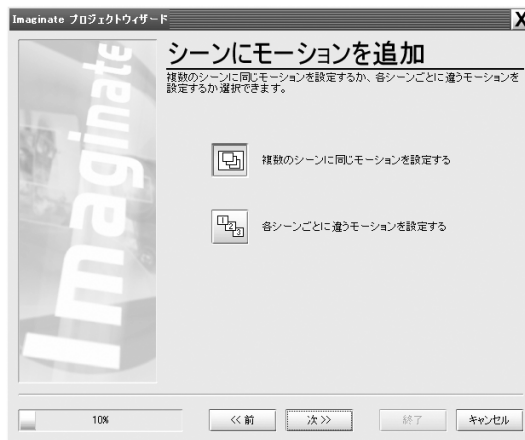 Imaginate プロジェクトウィザード
X
Imaginate
シーンにモーションを追加
複数のシーンに同じモーションを設定するか、各シーンごとに違うモーションを
設定するか選択できます。
複数のシーンに同じモーションを設定する
1 2 3
各シーンごとに違うモーションを設定する
10%
<< 前
次 >>
終了
キャンセル